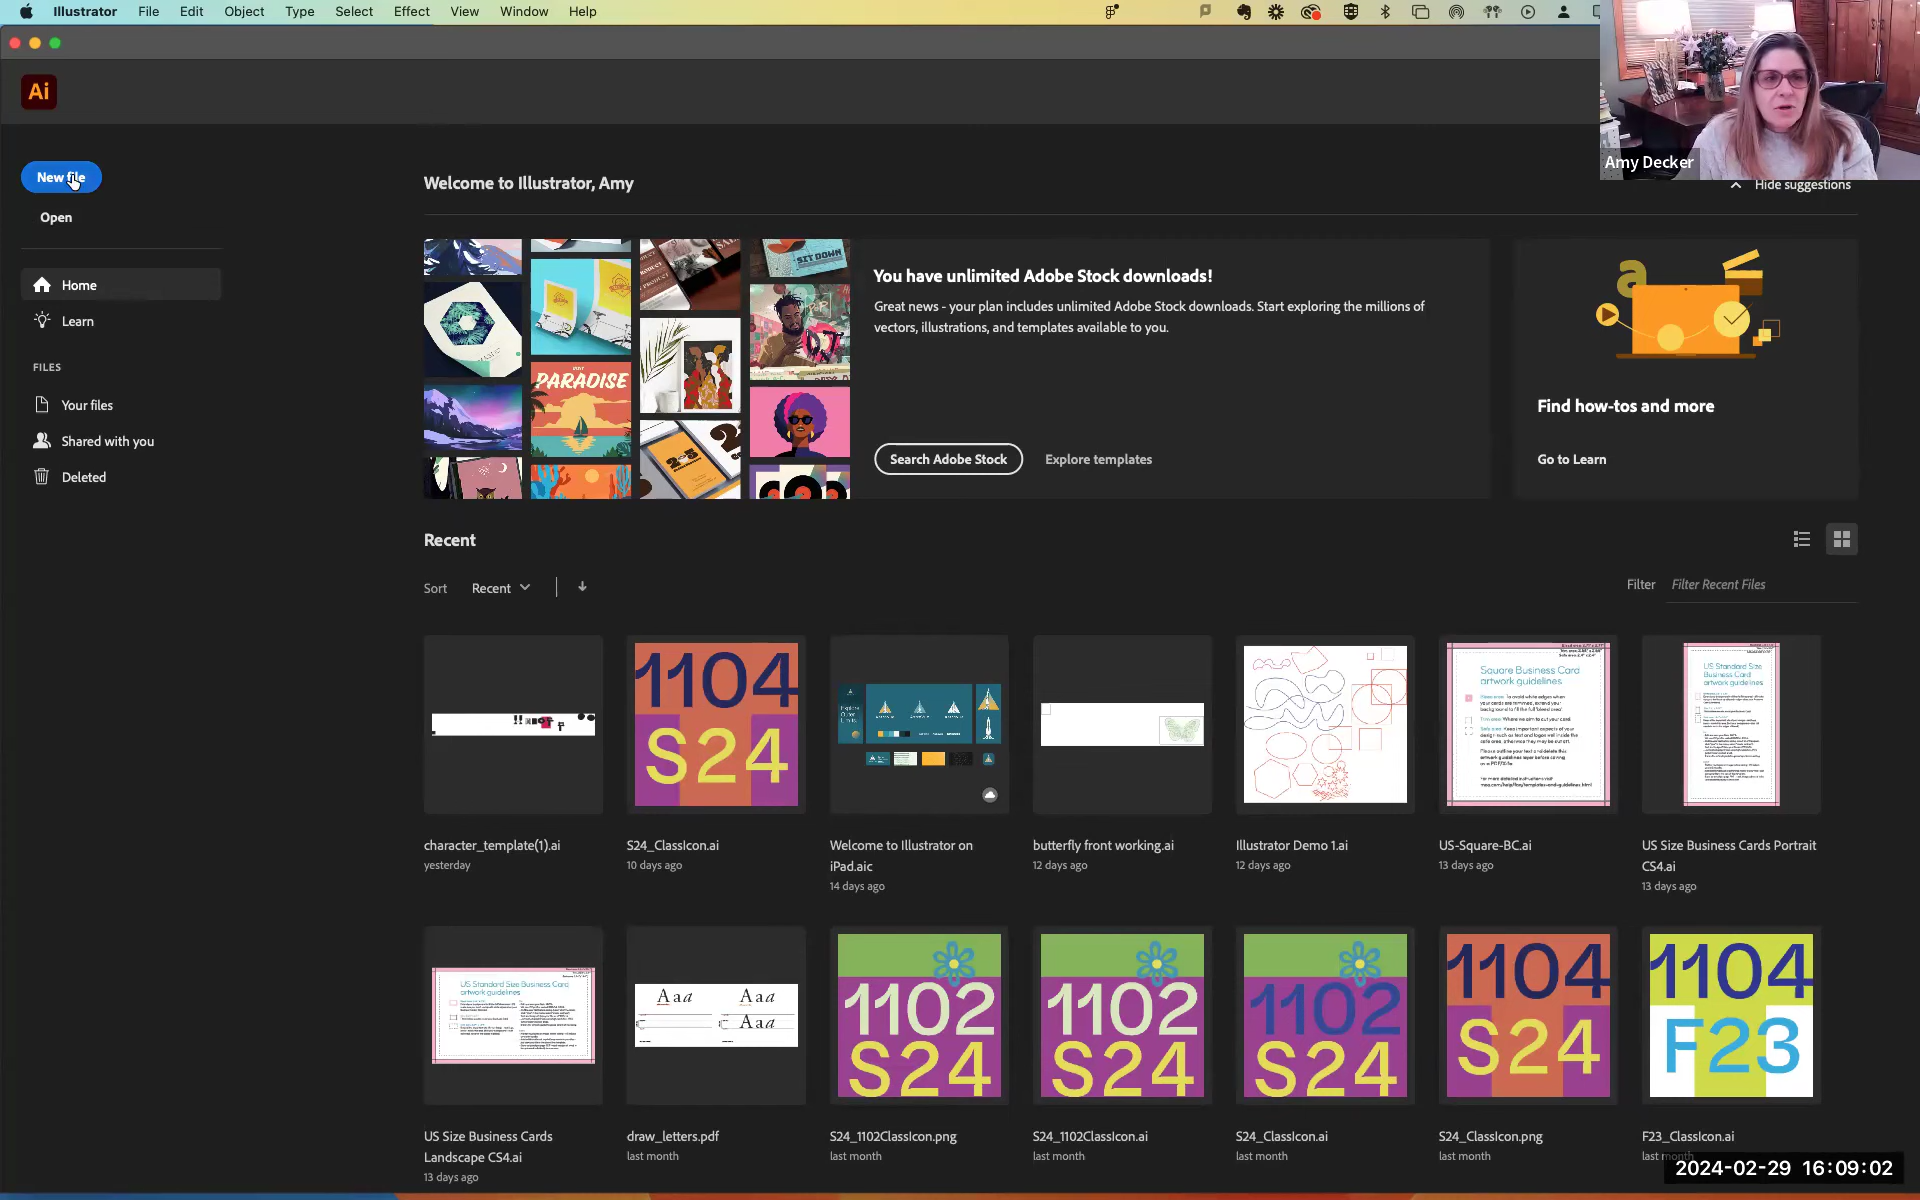 Illustrator File Edit Object Type Select Effect View Window Help
Ai
Amy Decker
New file
Open
Home
Learn
FILES
Your files
Shared with you
Deleted
Welcome to Illustrator, Amy
Hide suggestions
SIT DOWN
PARADISE
You have unlimited Adobe Stock downloads!
Great news - your plan includes unlimited Adobe Stock downloads. Start exploring the millions of
vectors, illustrations, and templates available to you.
Search Adobe Stock Explore templates
Find how-tos and more
Go to Learn
Recent
Sort Recent
Filter Filter Recent Files
1104
S24
Square Business Card
artwork guidelines
US Standard Size
Business Card
artwork guidelines
character_template(1).ai
yesterday
S24_ClassIcon.ai
10 days ago
Welcome to Illustrator on
iPad.aic
14 days ago
butterfly front working.ai
12 days ago
Illustrator Demo 1.ai
12 days ago
US-Square-BC.ai
13 days ago
US Size Business Cards Portrait
CS4.ai
13 days ago
US Standard Size Business Card
artwork guidelines
Aaa Aaa
Aaa
1102
S24
1102
S24
1102
S24
1104
S24
1104
F23
US Size Business Cards
Landscape CS4.ai
13 days ago
draw_letters.pdf
last month
S24_1102ClassIcon.png
last month
S24_1102ClassIcon.ai
last month
S24_ClassIcon.ai
last month
S24_ClassIcon.png
last month
F23_ClassIcon.ai
last month
2024-02-29 16:09:02